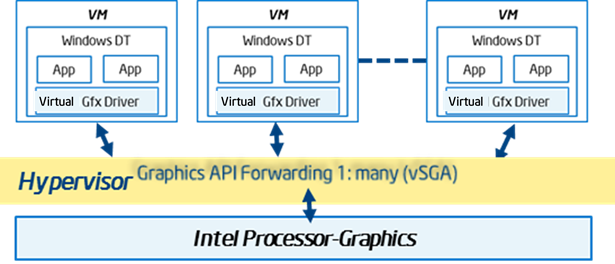 VM
Windows DT
App App
Virtual Gfx Driver
VM
Windows DT
App App
Virtual Gfx Driver
VM
Windows DT
App App
Virtual Gfx Driver
Hypervisor Graphics API Forwarding 1: many (vSGA)
Intel Processor-Graphics